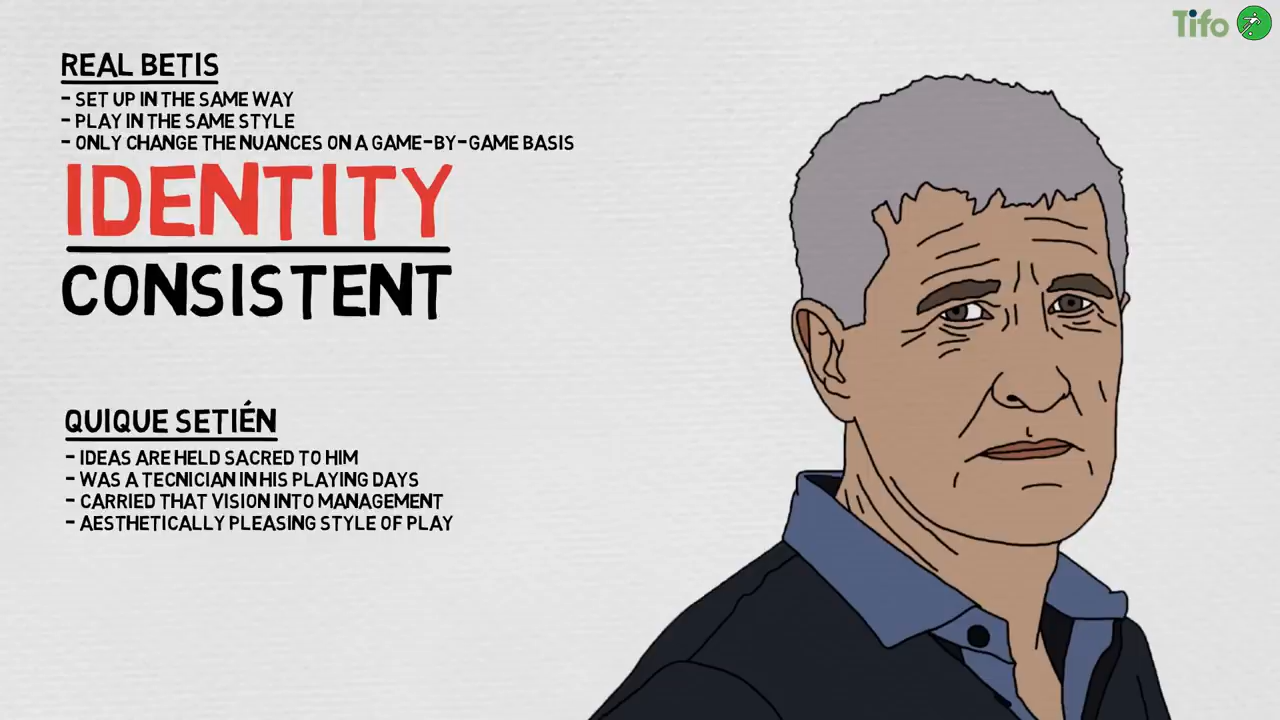 Tifo
REAL BETIS
- SET UP IN THE SAME WAY
- PLAY IN THE SAME STYLE
- ONLY CHANGE THE NUANCES ON A GAME-BY-GAME BASIS
IDENTITY
CONSISTENT
QUIQUE SETIÉN
- IDEAS ARE HELD SACRED TO HIM
- WAS A TECNICIAN IN HIS PLAYING DAYS
- CARRIED THAT VISION INTO MANAGEMENT
- AESTHETICALLY PLEASING STYLE OF PLAY